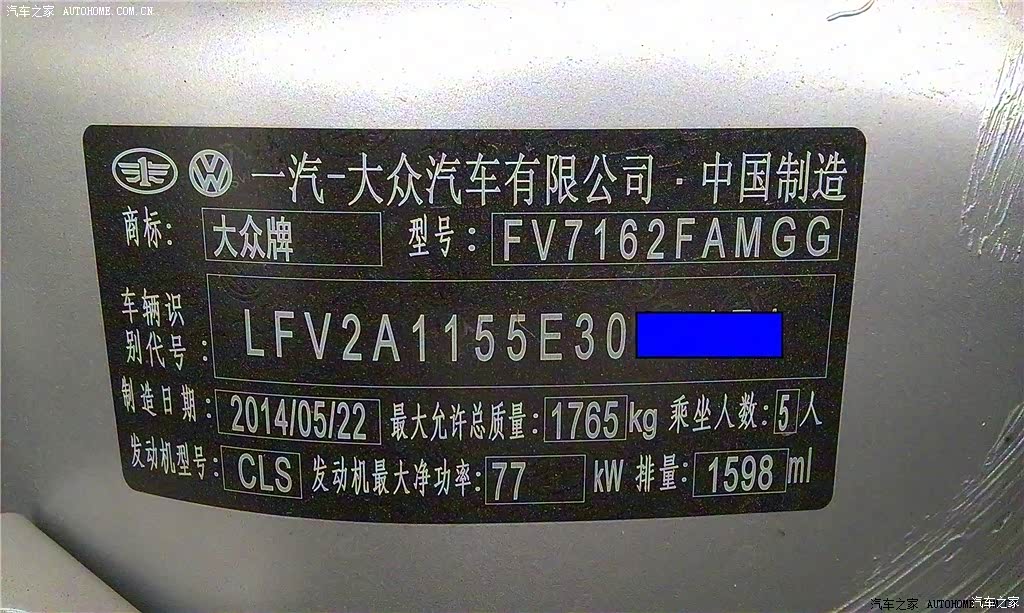 汽车之家 AUTOHOME.COM.CN
一汽-大众汽车有限公司·中国制造
商标: 大众牌 型号: FV7162FAMGG
车辆识别代号: LFV2A1155E30
制造日期: 2014/05/22 最大允许总质量: 1765kg 乘坐人数: 5人
发动机型号: CLS 发动机最大净功率: 77 kW 排量: 1598ml
汽车之家 AUTOHOME.COM.CN
汽车之家